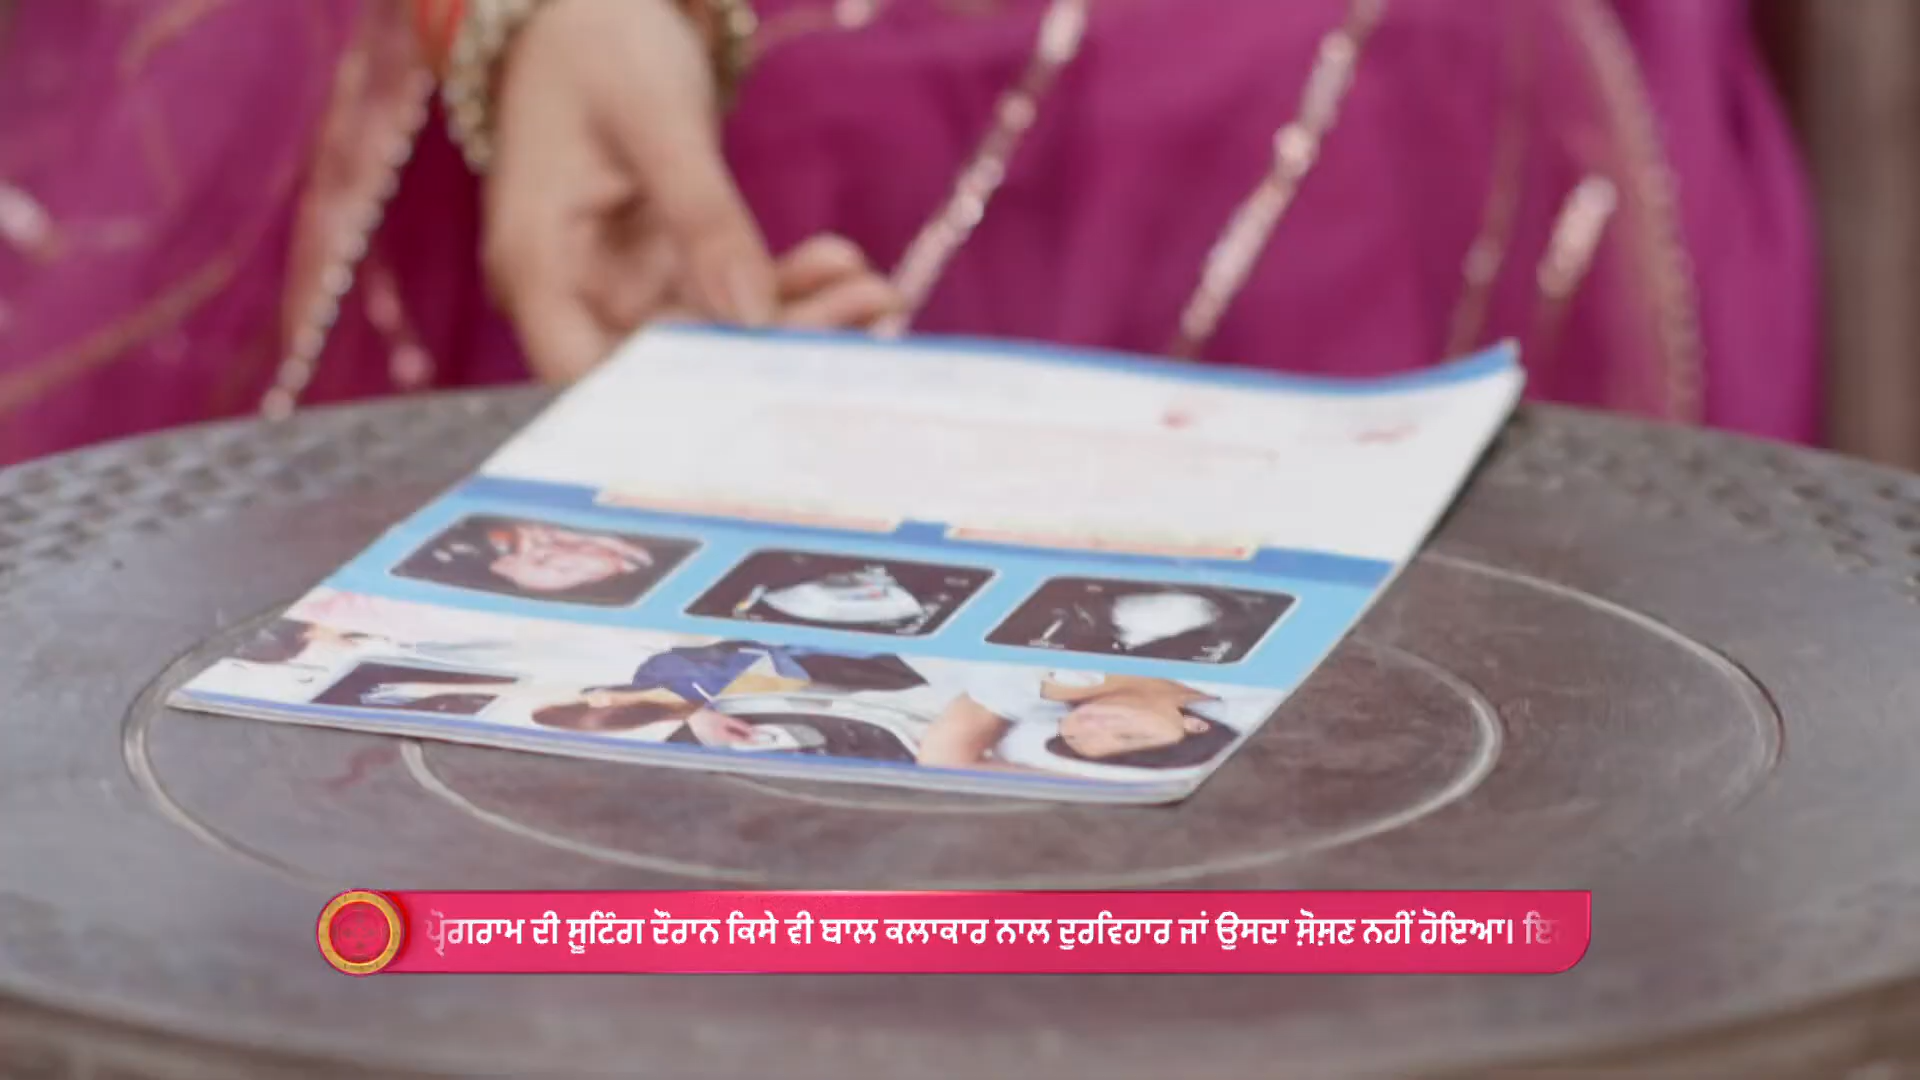 ਪ੍ਰੋਗਰਾਮ ਦੀ ਸ਼ੂਟਿੰਗ ਦੌਰਾਨ ਕਿਸੇ ਵੀ ਬਾਲ ਕਲਾਕਾਰ ਨਾਲ ਦੁਰਵਿਹਾਰ ਜਾਂ ਉਸਦਾ ਸ਼ੋਸ਼ਣ ਨਹੀਂ ਹੋਇਆ।